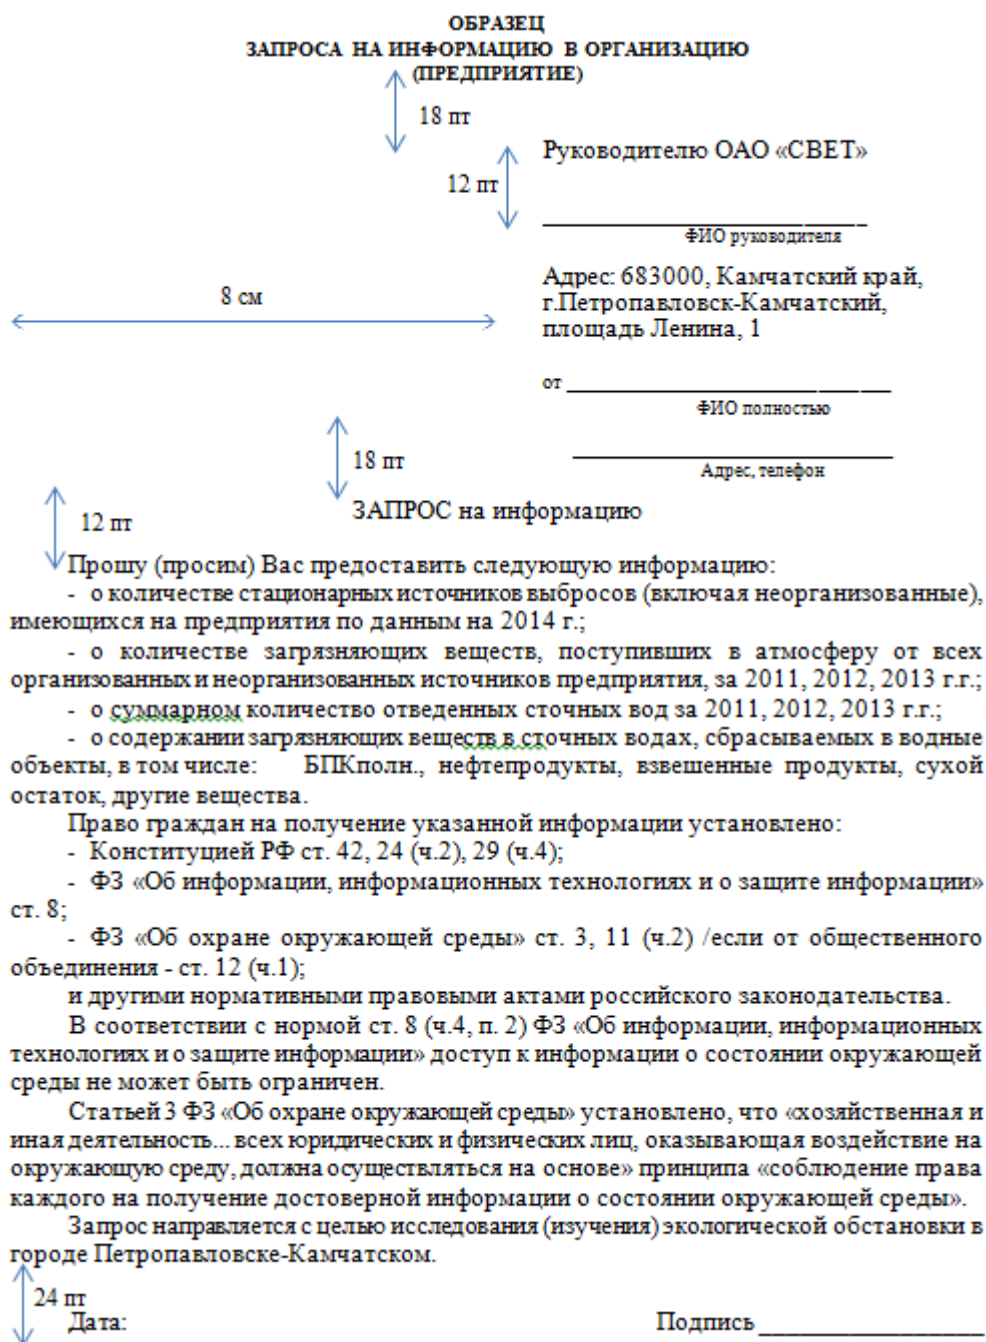 ОБРАЗЕЦ
ЗАПРОСА НА ИНФОРМАЦИЮ В ОРГАНИЗАЦИЮ
(ПРЕДПРИЯТИЕ)
18 пт
Руководителю ОАО «СВЕТ»
12 пт
ФИО руководителя
Адрес: 683000, Камчатский край,
8 см
г.Петропавловск-Камчатский,
площадь Ленина, 1
от ____________________________
ФИО полностью
18 пт
Адрес, телефон
ЗАПРОС на информацию
12 пт
Прошу (просим) Вас предоставить следующую информацию:
- о количестве стационарных источников выбросов (включая неорганизованные),
имеющихся на предприятия по данным на 2014 г.;
- о количестве загрязняющих веществ, поступивших в атмосферу от всех
организованных и неорганизованных источников предприятия, за 2011, 2012, 2013 г.г.;
- о суммарном количество отведенных сточных вод за 2011, 2012, 2013 г.г.;
- о содержании загрязняющих веществ в сточных водах, сбрасываемых в водные
объекты, в том числе: БПКполн., нефтепродукты, взвешенные продукты, сухой
остаток, другие вещества.
Право граждан на получение указанной информации установлено:
- Конституцией РФ ст. 42, 24 (ч.2), 29 (ч.4);
- ФЗ «Об информации, информационных технологиях и о защите информации»
ст. 8;
- ФЗ «Об охране окружающей среды» ст. 3, 11 (ч.2) /если от общественного
объединения - ст. 12 (ч.1);
и другими нормативными правовыми актами российского законодательства.
В соответствии с нормой ст. 8 (ч.4, п. 2) ФЗ «Об информации, информационных
технологиях и о защите информации» доступ к информации о состоянии окружающей
среды не может быть ограничен.
Статьей 3 ФЗ «Об охране окружающей среды» установлено, что «хозяйственная и
иная деятельность... всех юридических и физических лиц, оказывающая воздействие на
окружающую среду, должна осуществляться на основе» принципа «соблюдение права
каждого на получение достоверной информации о состоянии окружающей среды».
Запрос направляется с целью исследования (изучения) экологической обстановки в
городе Петропавловске-Камчатском.
24 пт
Дата: Подпись ____________________